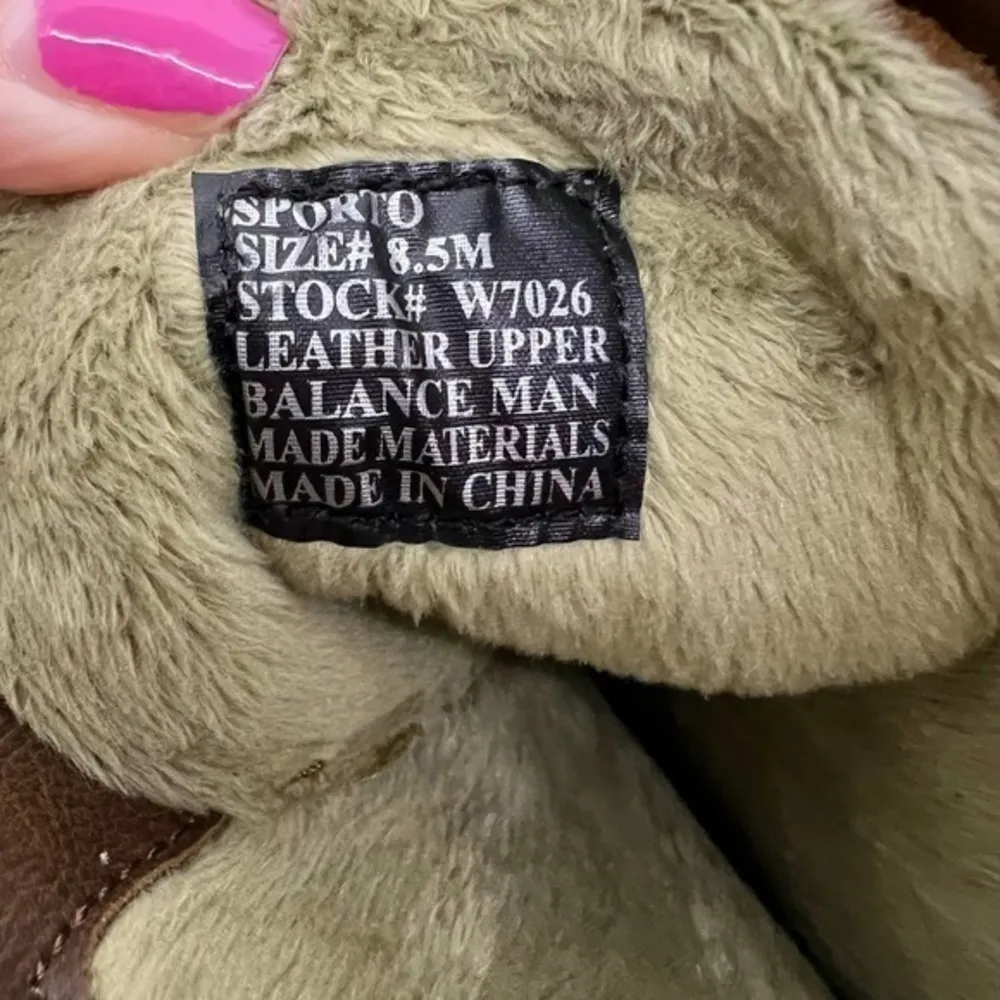 SPORTO
SIZE# 8.5M
STOCK# W7026
LEATHER UPPER
BALANCE MAN
MADE MATERIALS
MADE IN CHINA